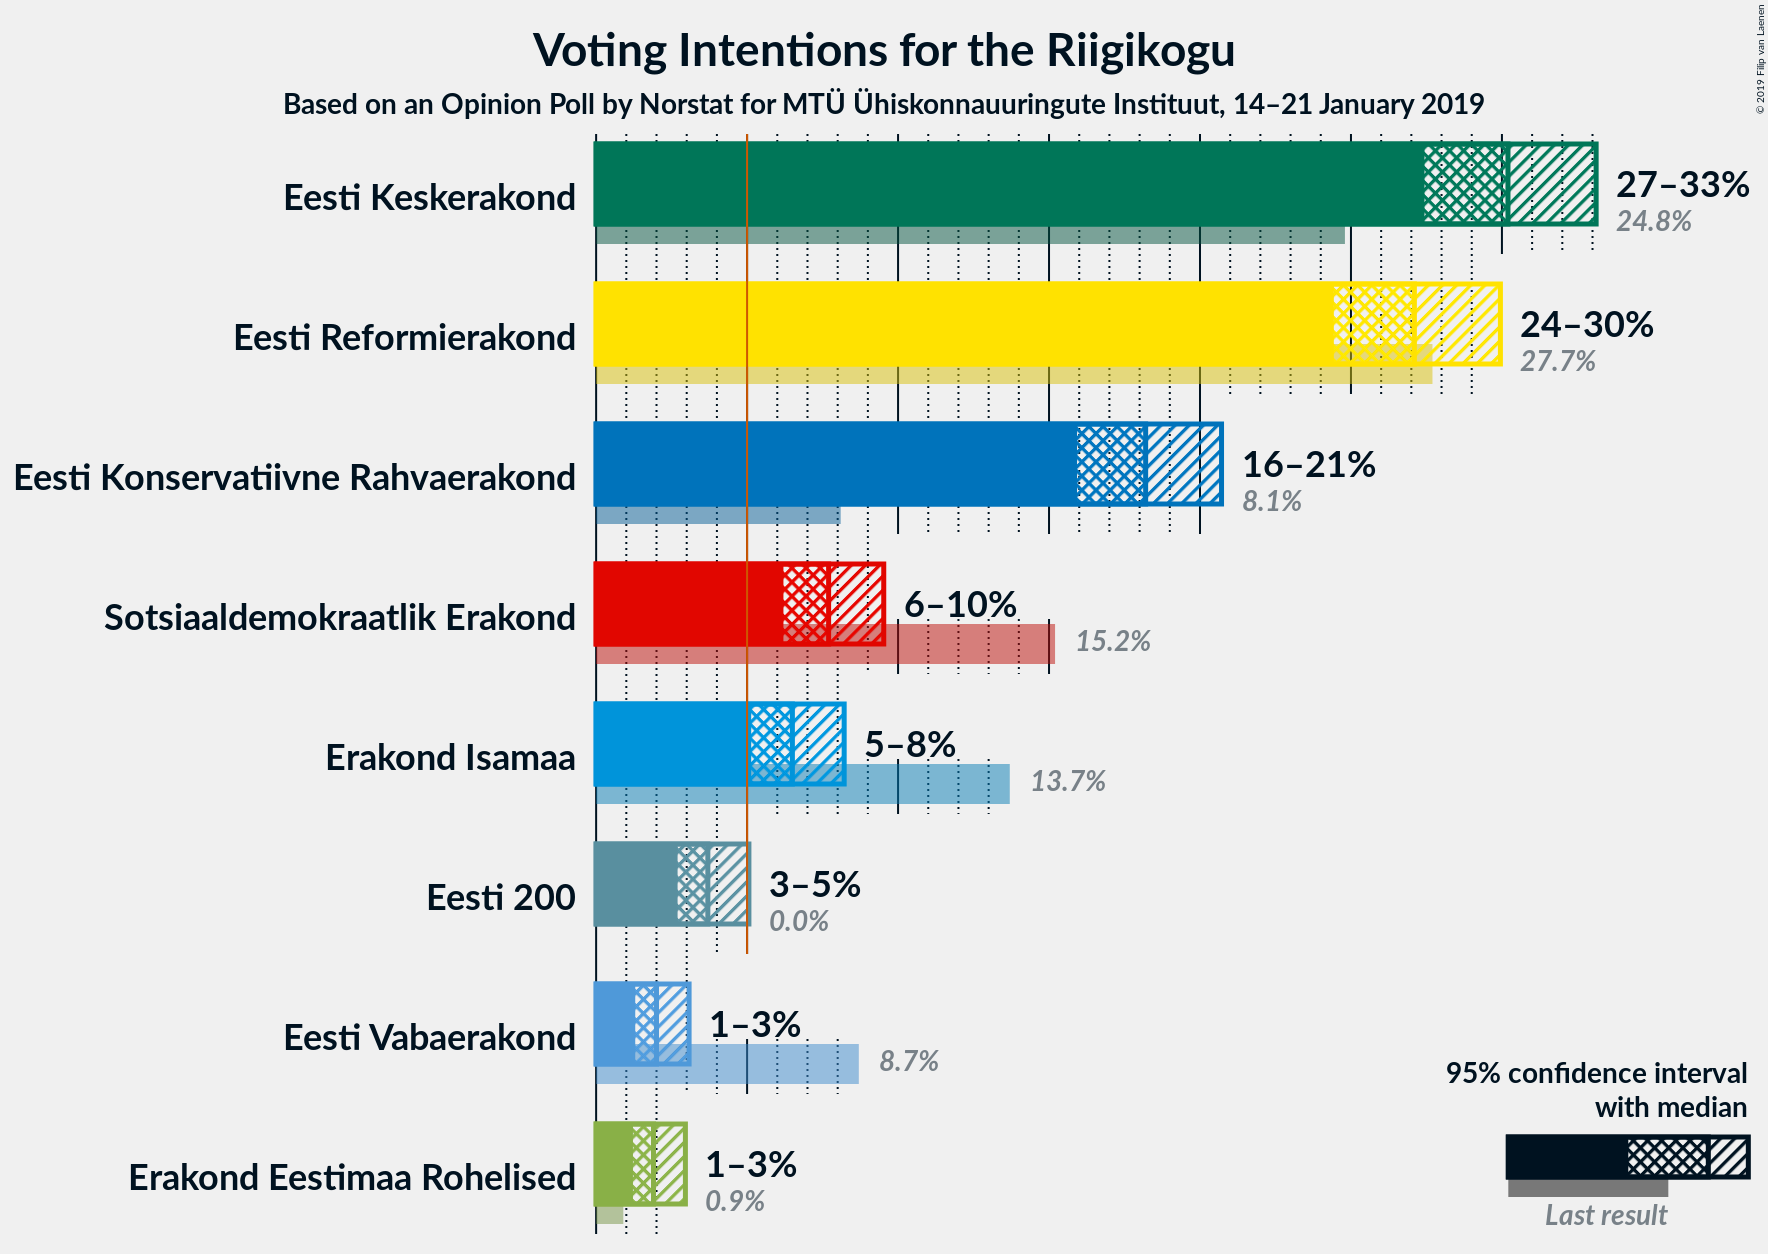 Voting Intentions for the Riigikogu
Based on an Opinion Poll by Norstat for MTÜ Ühiskonnauuringute Instituut, 14–21 January 2019
© 2019 Filip van Laenen
Eesti Keskerakond
27–33%
24.8%
Eesti Reformierakond
24–30%
27.7%
Eesti Konservatiivne Rahvaerakond
16–21%
8.1%
Sotsiaaldemokraatlik Erakond
6–10%
15.2%
Erakond Isamaa
5–8%
13.7%
Eesti 200
3–5%
0.0%
Eesti Vabaerakond
1–3%
8.7%
Erakond Eestimaa Rohelised
1–3%
0.9%
95% confidence interval
with median
Last result